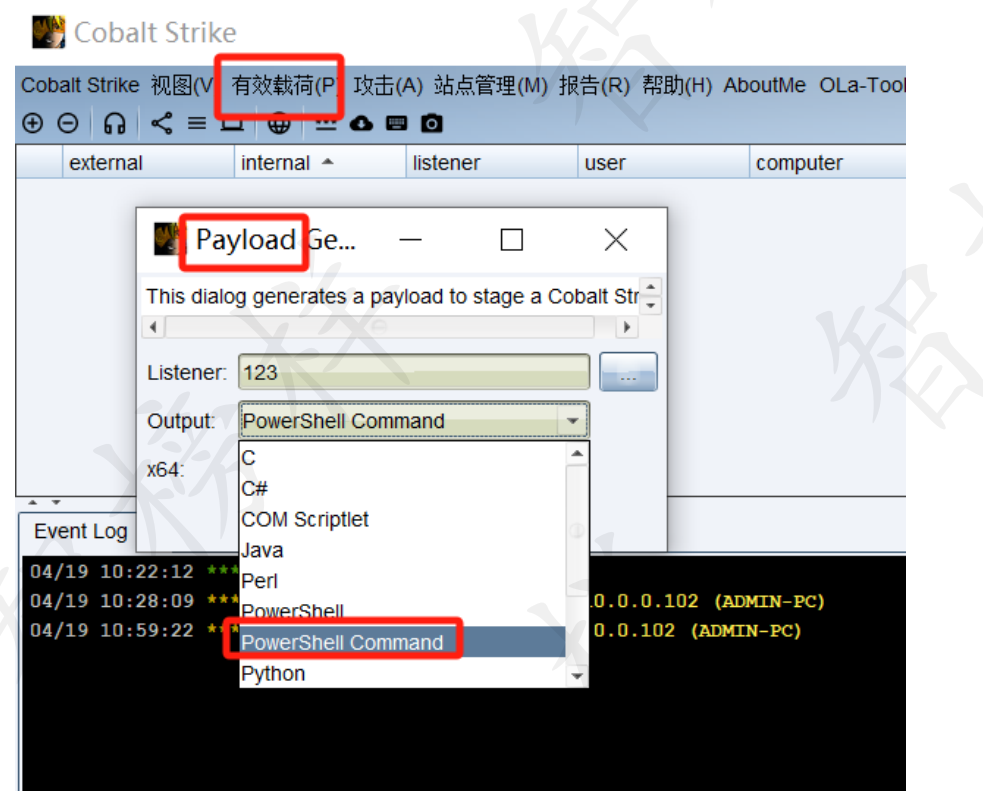 Cobalt Strike
Cobalt Strike 视图(V 有效载荷(P) 攻击(A) 站点管理(M) 报告(R) 帮助(H) AboutMe OLa-Tool
external internal listener user computer
Payload Ge...
This dialog generates a payload to stage a Cobalt Str
Listener: 123
...
Output: PowerShell Command
x64:
C
C#
COM Scriptlet
Java
Perl
PowerShell
PowerShell Command
Python
Event Log
04/19 10:22:12 ***
04/19 10:28:09 *** .0.0.0.102 (ADMIN-PC)
04/19 10:59:22 *** 0.0.102 (ADMIN-PC)